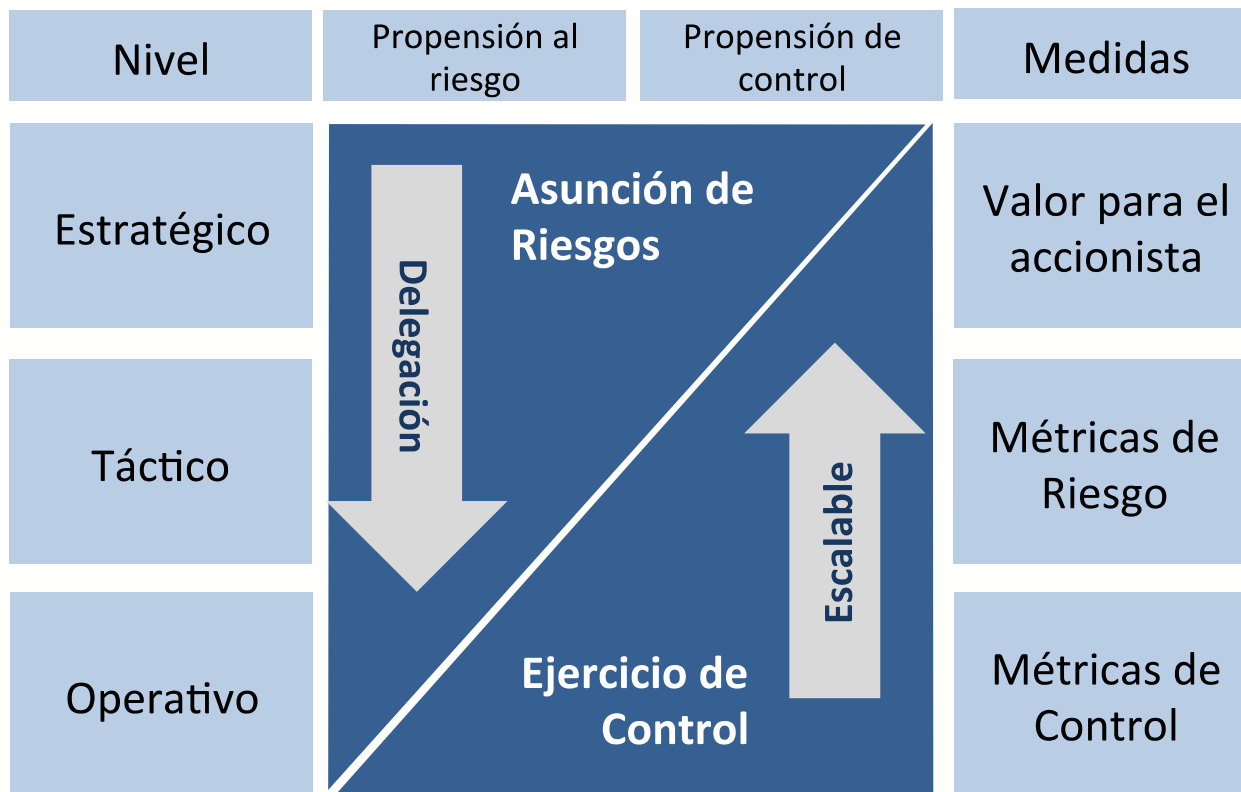 Nivel
Propensión al
riesgo
Propensión de
control
Medidas
Estratégico
Delegación
Asunción de
Riesgos
Valor para el
accionista
Táctico
Métricas de
Riesgo
Escalable
Operativo
Ejercicio de
Control
Métricas de
Control